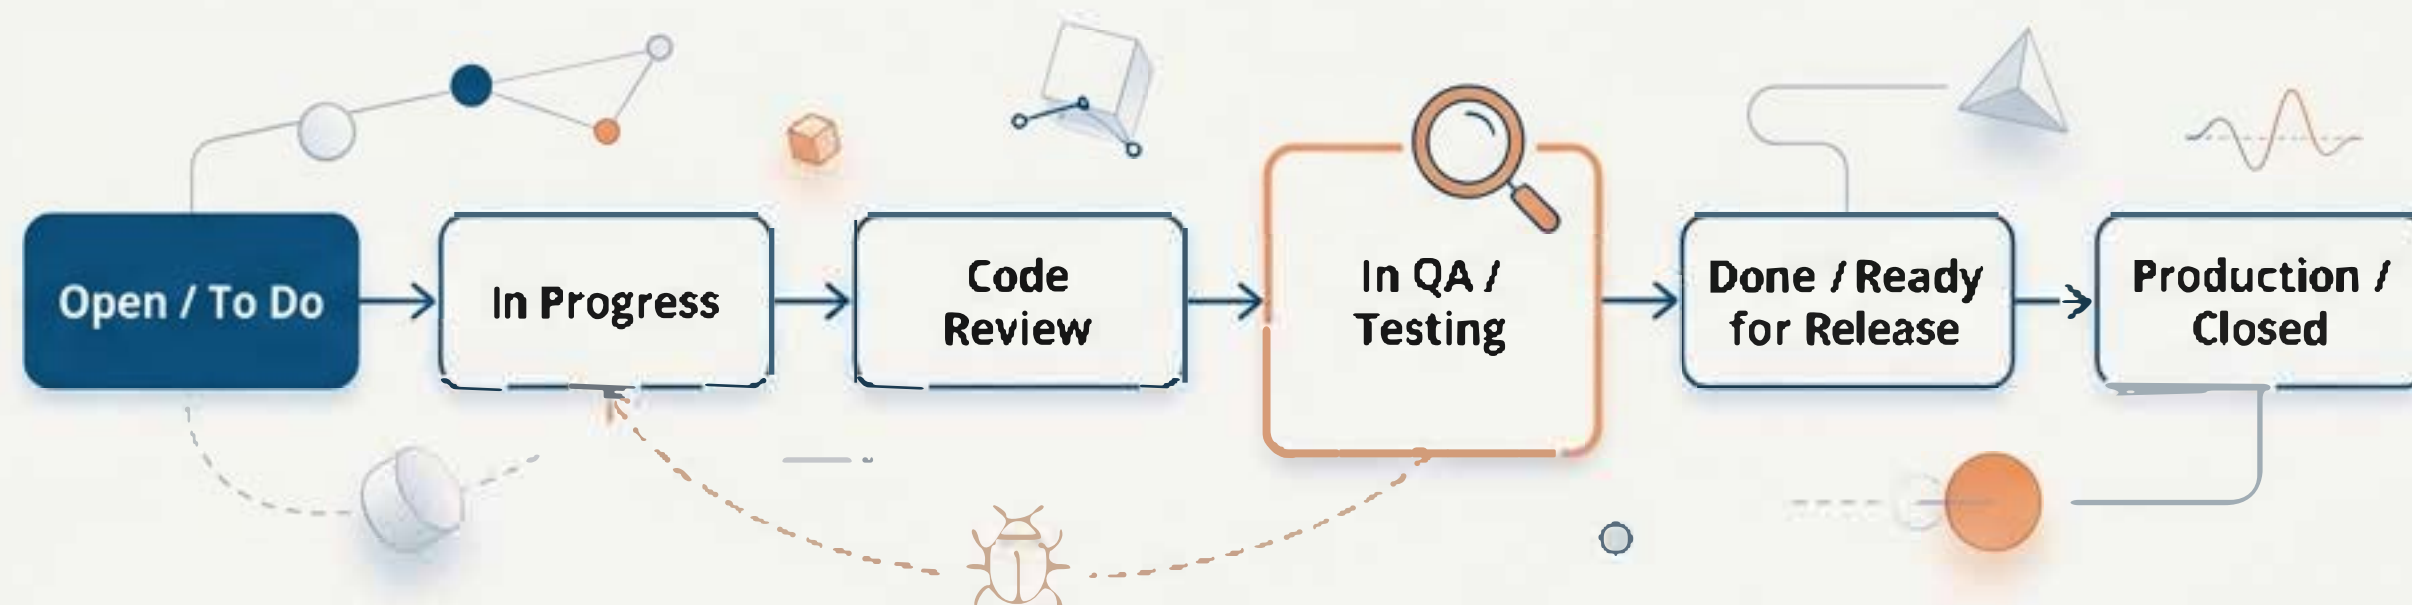 Open / To Do
In Progress
Code
Review
In QA /
Testing
Done / Ready
for Release
Production /
Closed